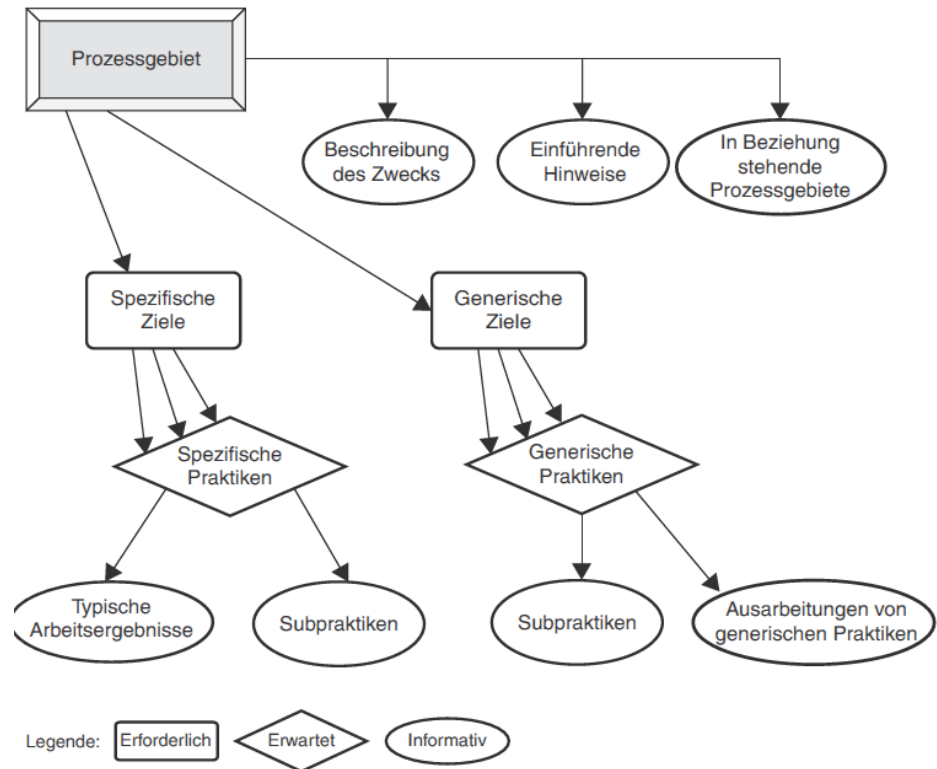 Prozessgebiet
Beschreibung
des Zwecks
Einführende
Hinweise
In Beziehung
stehende
Prozessgebiete
Spezifische
Ziele
Generische
Ziele
Spezifische
Praktiken
Generische
Praktiken
Typische
Arbeitsergebnisse
Subpraktiken
Subpraktiken
Ausarbeitungen von
generischen Praktiken
Legende: Erforderlich Erwartet Informativ